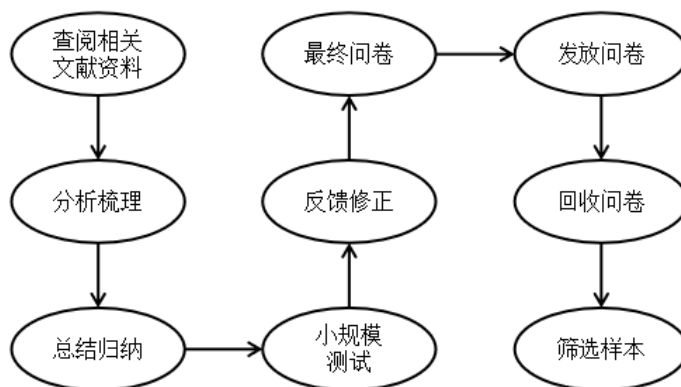 查阅相关
文献资料
分析梳理
总结归纳
小规模
测试
反馈修正
最终问卷
发放问卷
回收问卷
筛选样本